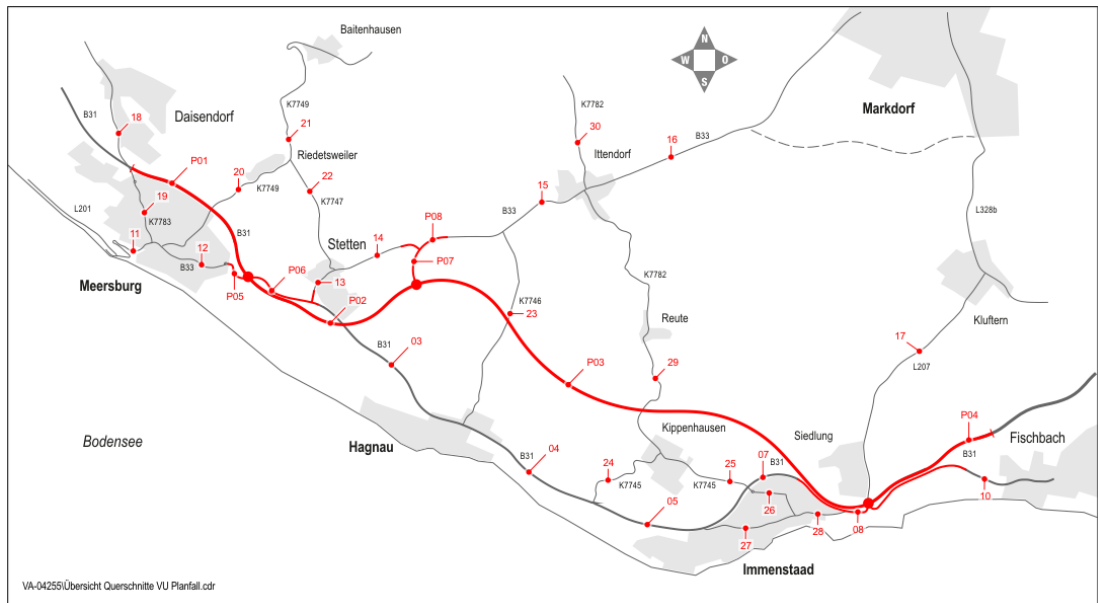 Baitenhausen
N
W
O
S
K7749
B31
18
Daisendorf
21
K7782
30
16
B33
Markdorf
Riedetsweiler
Ittendorf
P01
20
22
K7749
15
L201
19
K7747
K7783
B33
P08
L328b
11
B31
Stetten
14
12
B33
P07
Meersburg
P05
P06
13
K7782
P02
K7746
23
Kluftern
B31
03
Reute
17
L207
P03
29
P04
Bodensee
Hagnau
Kippenhausen
Siedlung
Fischbach
B31
04
24
25
07
B31
B31
K7745
K7745
05
26
10
27
28
08
Immenstaad
VA-04255\Übersicht Querschnitte VU Planfall.cdr